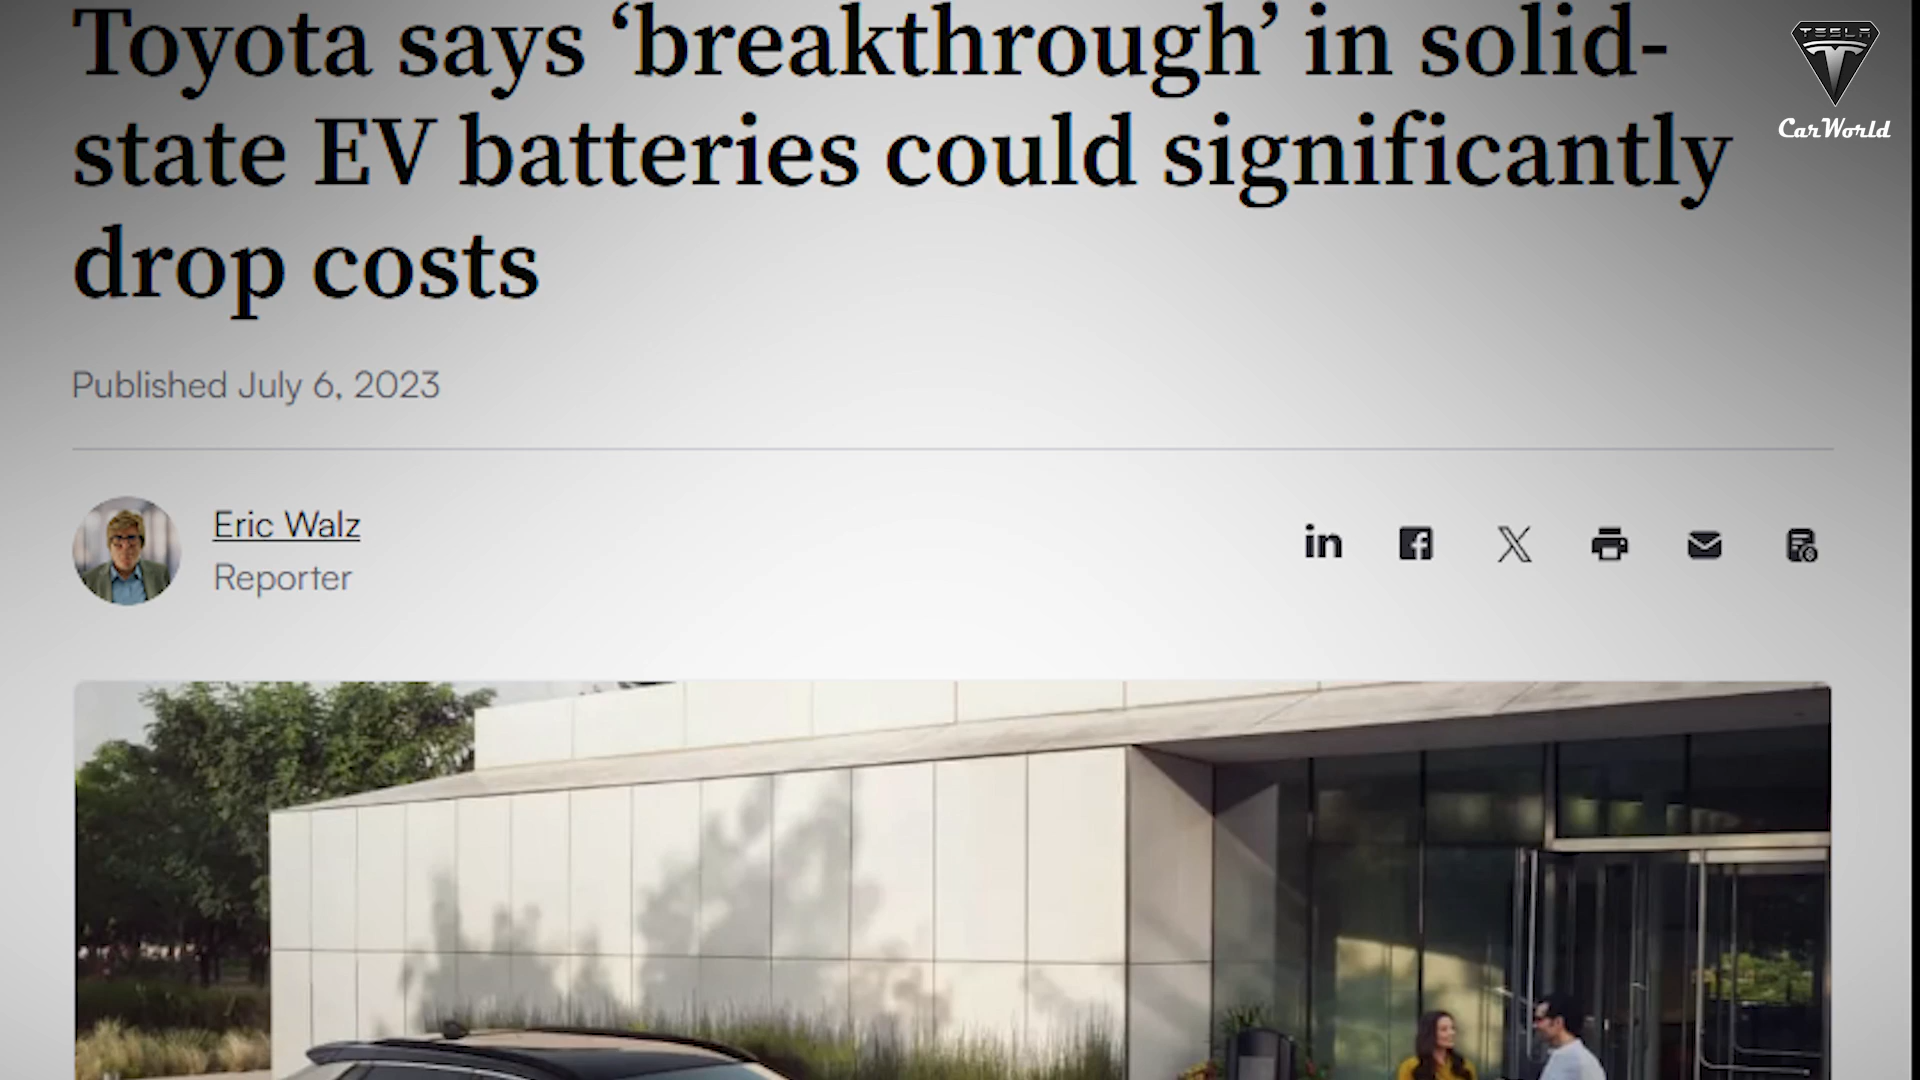 Toyota says ‘breakthrough’ in solid-
state EV batteries could significantly
drop costs
TESLA
CarWorld
Published July 6, 2023
Eric Walz
Reporter